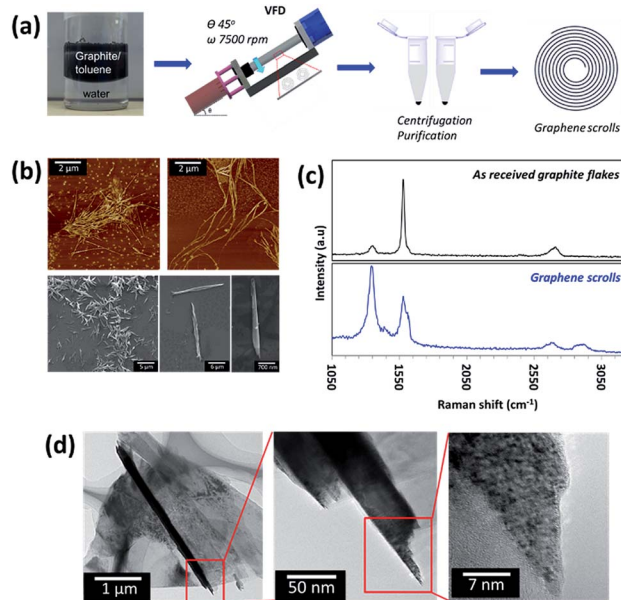 (a)
Graphite/
toluene
water
θ 45°
ω 7500 rpm
VFD
θ
Centrifugation
Purification
Graphene scrolls
(b)
2 µm
2 µm
5 µm
6 µm
700 nm
(c)
As received graphite flakes
Graphene scrolls
Intensity (a.u)
1050
1550
2050
2550
3050
Raman shift (cm⁻¹)
(d)
1 µm
50 nm
7 nm